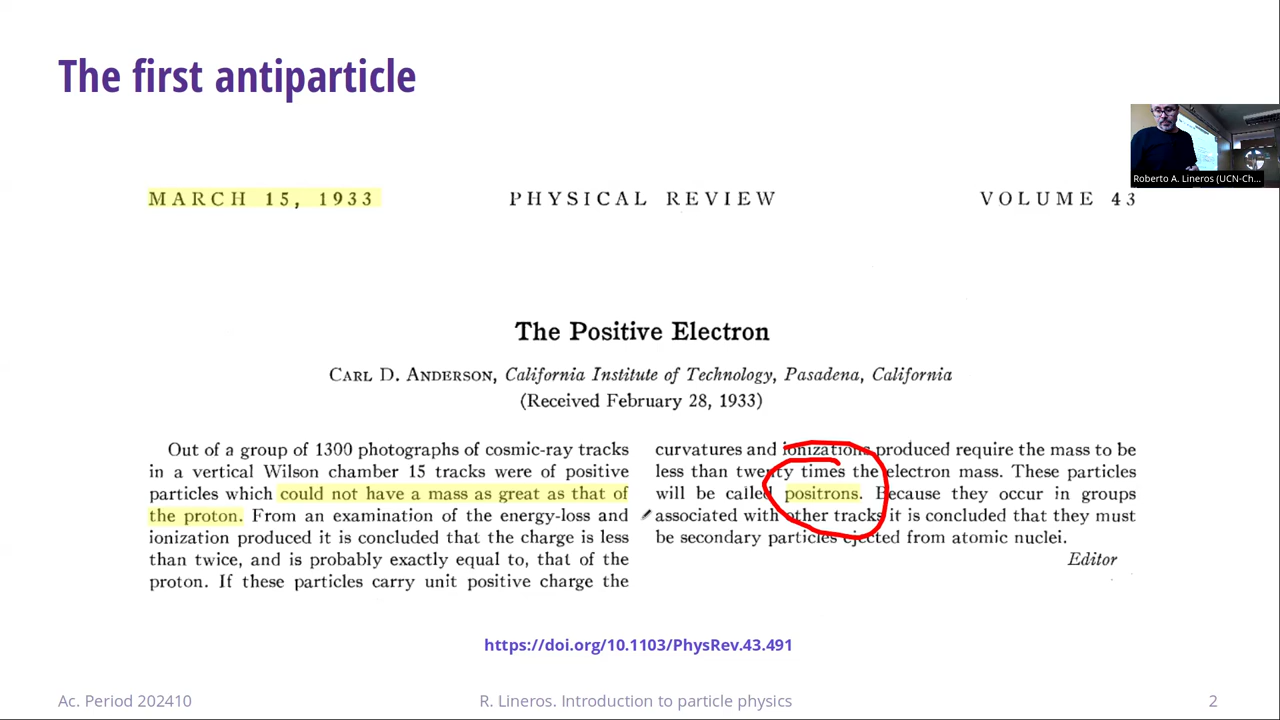 The first antiparticle
Roberto A. Lineros (UCN-Ch...
MARCH 15, 1933 PHYSICAL REVIEW VOLUME 43
The Positive Electron
CARL D. ANDERSON, California Institute of Technology, Pasadena, California
(Received February 28, 1933)
Out of a group of 1300 photographs of cosmic-ray tracks
in a vertical Wilson chamber 15 tracks were of positive
particles which could not have a mass as great as that of
the proton. From an examination of the energy-loss and
ionization produced it is concluded that the charge is less
than twice, and is probably exactly equal to, that of the
proton. If these particles carry unit positive charge the
curvatures and ionizations produced require the mass to be
less than twenty times the electron mass. These particles
will be called positrons. Because they occur in groups
associated with other tracks it is concluded that they must
be secondary particles ejected from atomic nuclei.
Editor
https://doi.org/10.1103/PhysRev.43.491
Ac. Period 202410 R. Lineros. Introduction to particle physics 2